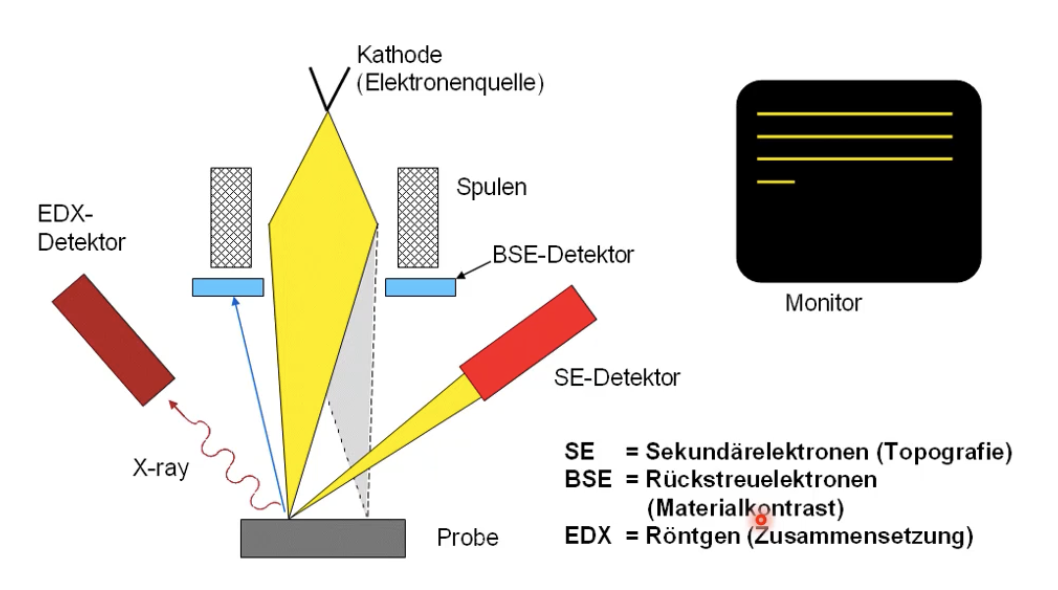 Kathode
(Elektronenquelle)
Spulen
EDX-
Detektor
BSE-Detektor
Monitor
SE-Detektor
X-ray
Probe
SE = Sekundärelektronen (Topografie)
BSE = Rückstreuelektronen
(Materialkontrast)
EDX = Röntgen (Zusammensetzung)